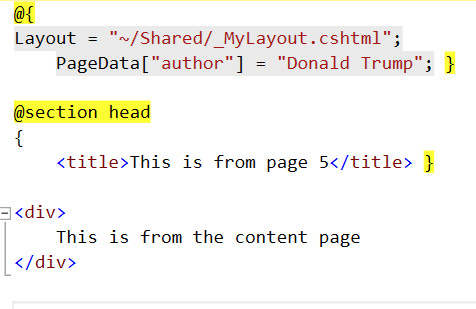 @{
Layout = "~/Shared/_MyLayout.cshtml";
PageData["author"] = "Donald Trump"; }
@section head
{
<title>This is from page 5</title> }
<div>
This is from the content page
</div>